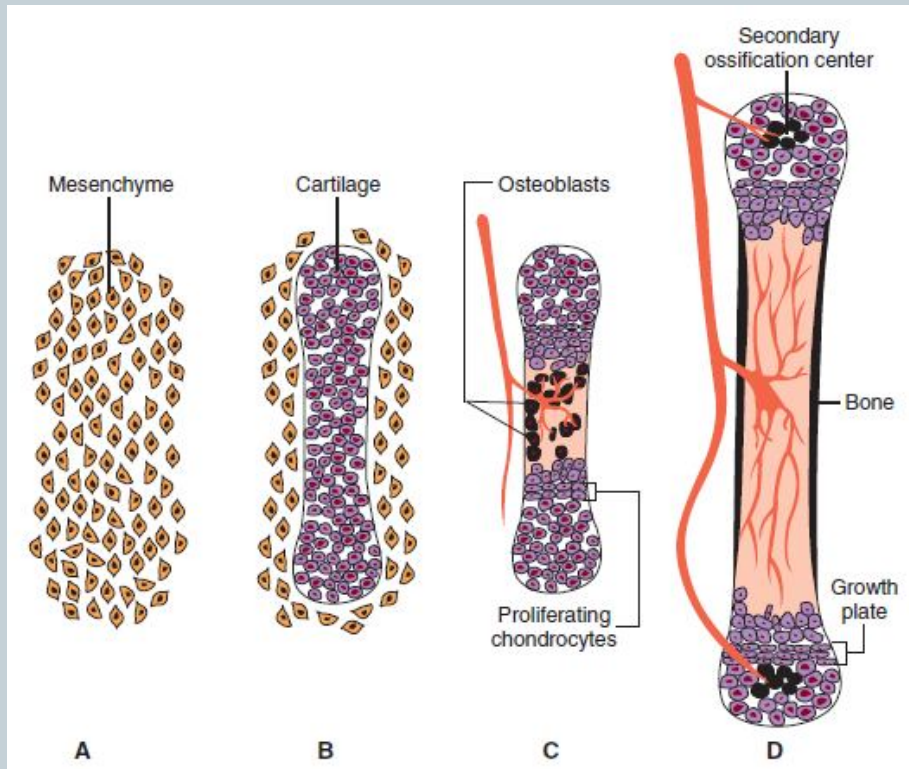 Secondary
ossification center
Mesenchyme
Cartilage
Osteoblasts
Bone
Growth
plate
Proliferating
chondrocytes
A
B
C
D